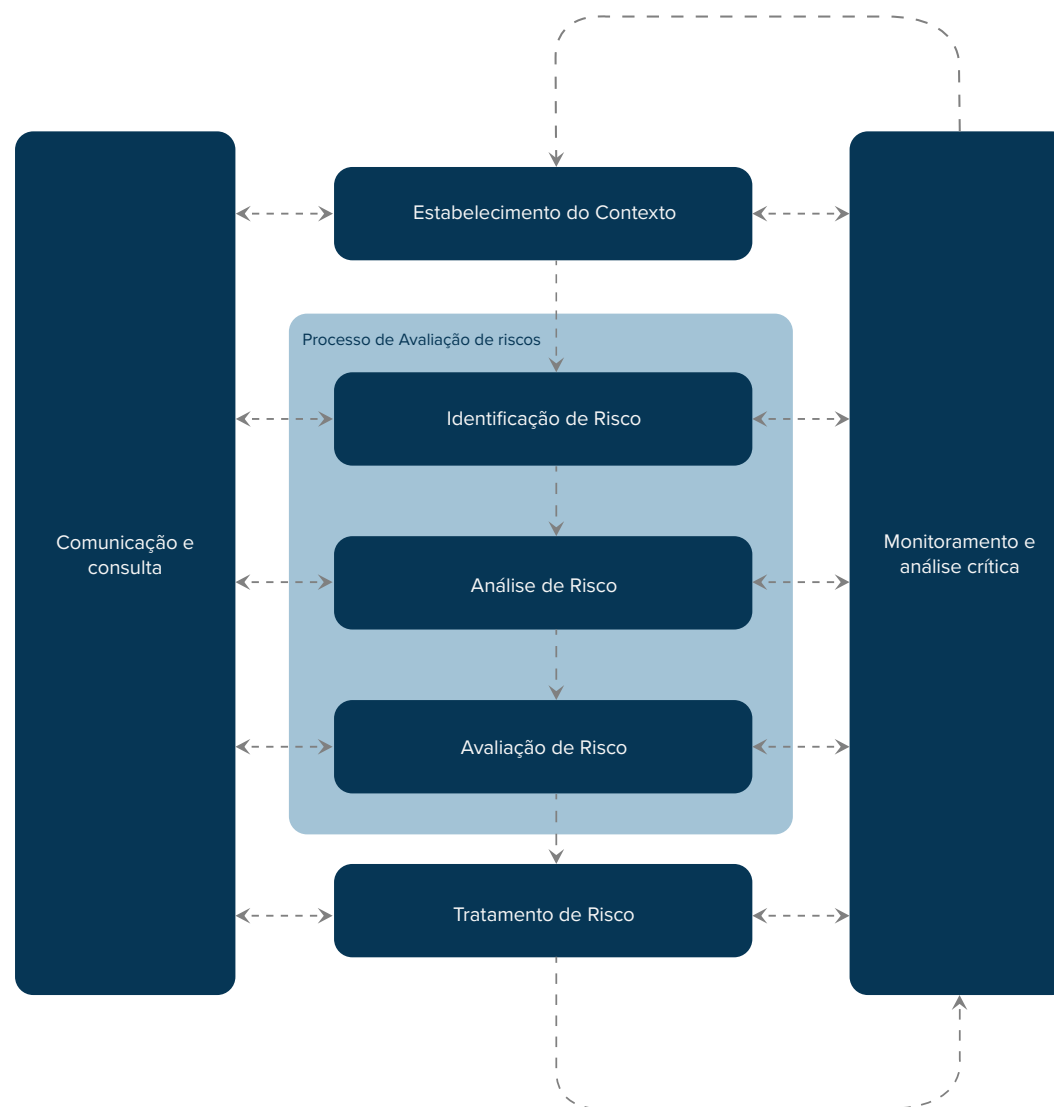 Estabelecimento do Contexto
Processo de Avaliação de riscos
Identificação de Risco
Comunicação e
consulta
Monitoramento e
análise crítica
Análise de Risco
Avaliação de Risco
Tratamento de Risco